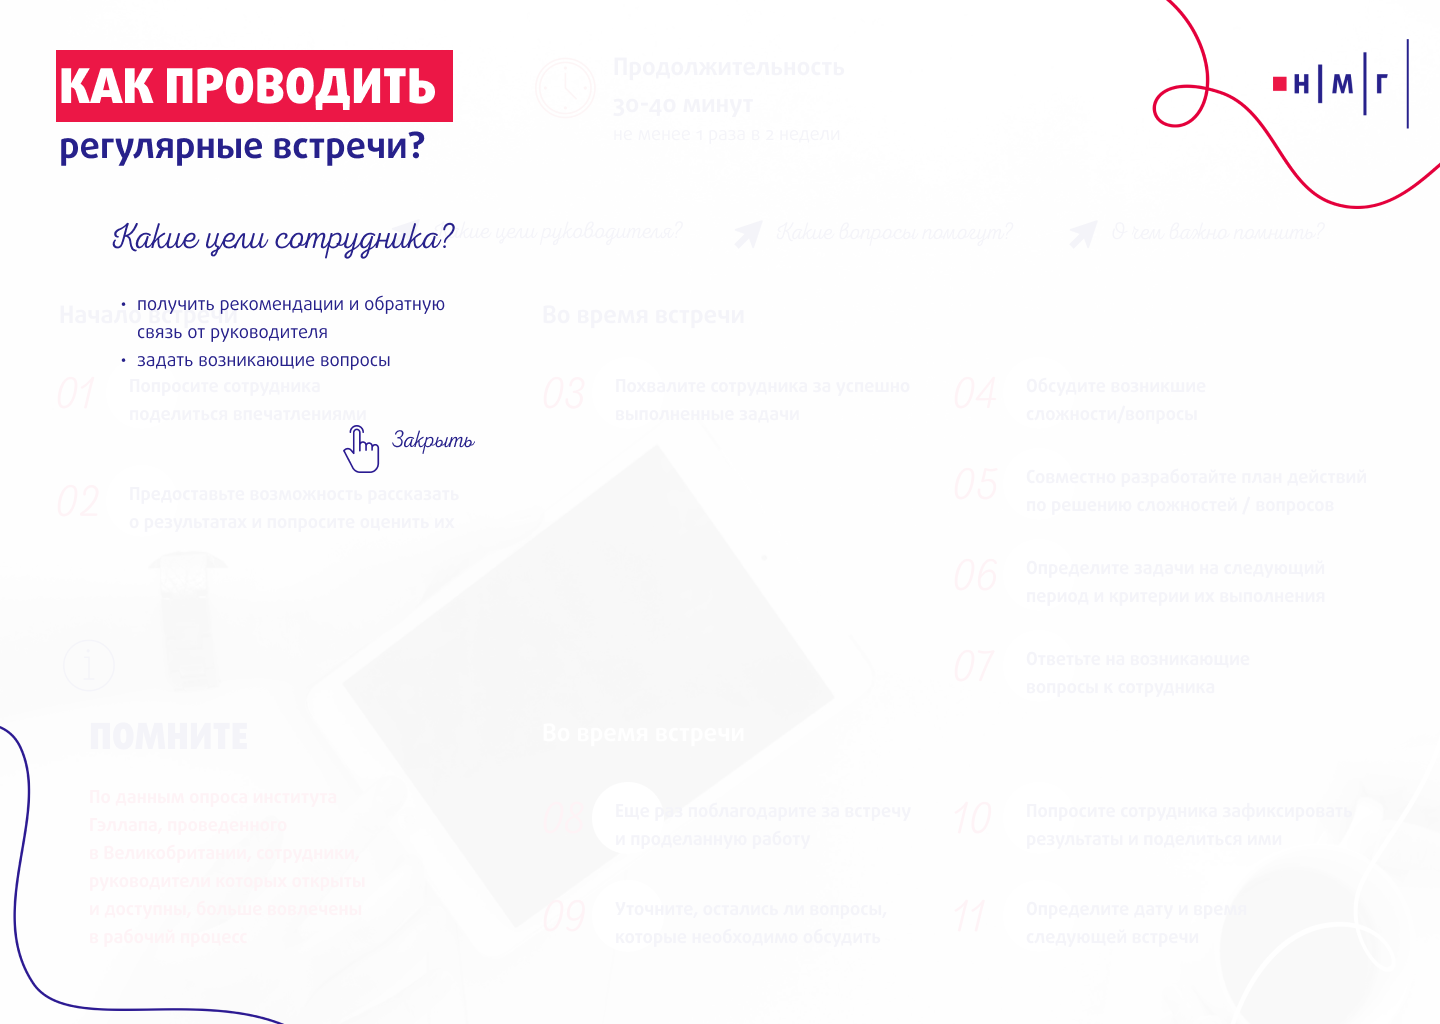 КАК ПРОВОДИТЬ
регулярные встречи?
Продолжительность
30-40 минут
не менее 1 раза в 2 недели
н|м|г|
Какие цели сотрудника?
кие цели руководителя?
Какие вопросы помогут?
О чем важно помнить?
• получить рекомендации и обратную
связь от руководителя
• задать возникающие вопросы
Закрыть
Начало встречи
01 Попросите сотрудника
поделиться впечатлениями
02 Предоставьте возможность рассказать
о результатах и попросите оценить их
Во время встречи
03 Похвалите сотрудника за успешно
выполненные задачи
04 Обсудите возникшие
сложности/вопросы
05 Совместно разработайте план действий
по решению сложностей / вопросов
06 Определите задачи на следующий
период и критерии их выполнения
07 Ответьте на возникающие
вопросы к сотрудника
ПОМНИТЕ
По данным опроса института
Гэллапа, проведенного
в Великобритании, сотрудники,
руководители которых открыты
и доступны, больше вовлечены
в рабочий процесс
Во время встречи
08 Еще раз поблагодарите за встречу
и проделанную работу
09 Уточните, остались ли вопросы,
которые необходимо обсудить
10 Попросите сотрудника зафиксировать
результаты и поделиться ими
11 Определите дату и время
следующей встречи